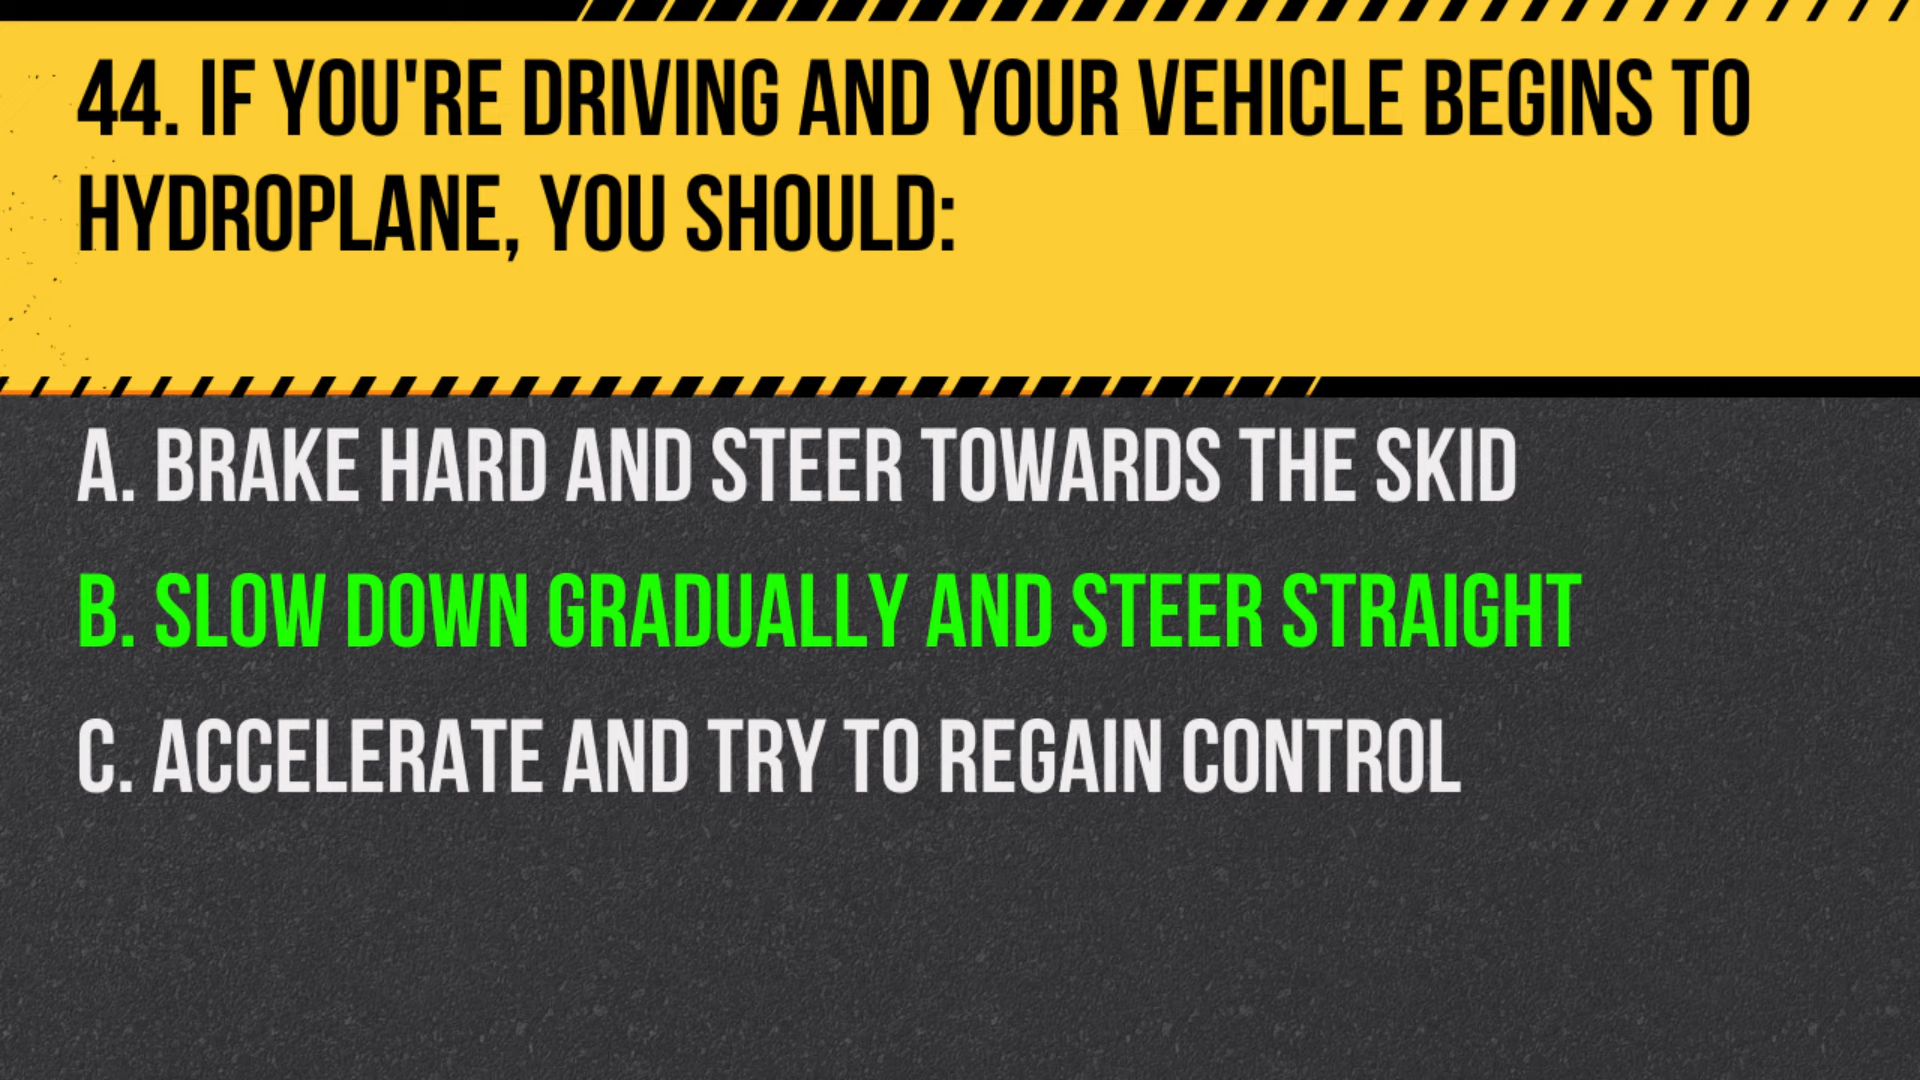 44. IF YOU'RE DRIVING AND YOUR VEHICLE BEGINS TO
HYDROPLANE, YOU SHOULD:
A. BRAKE HARD AND STEER TOWARDS THE SKID
B. SLOW DOWN GRADUALLY AND STEER STRAIGHT
C. ACCELERATE AND TRY TO REGAIN CONTROL